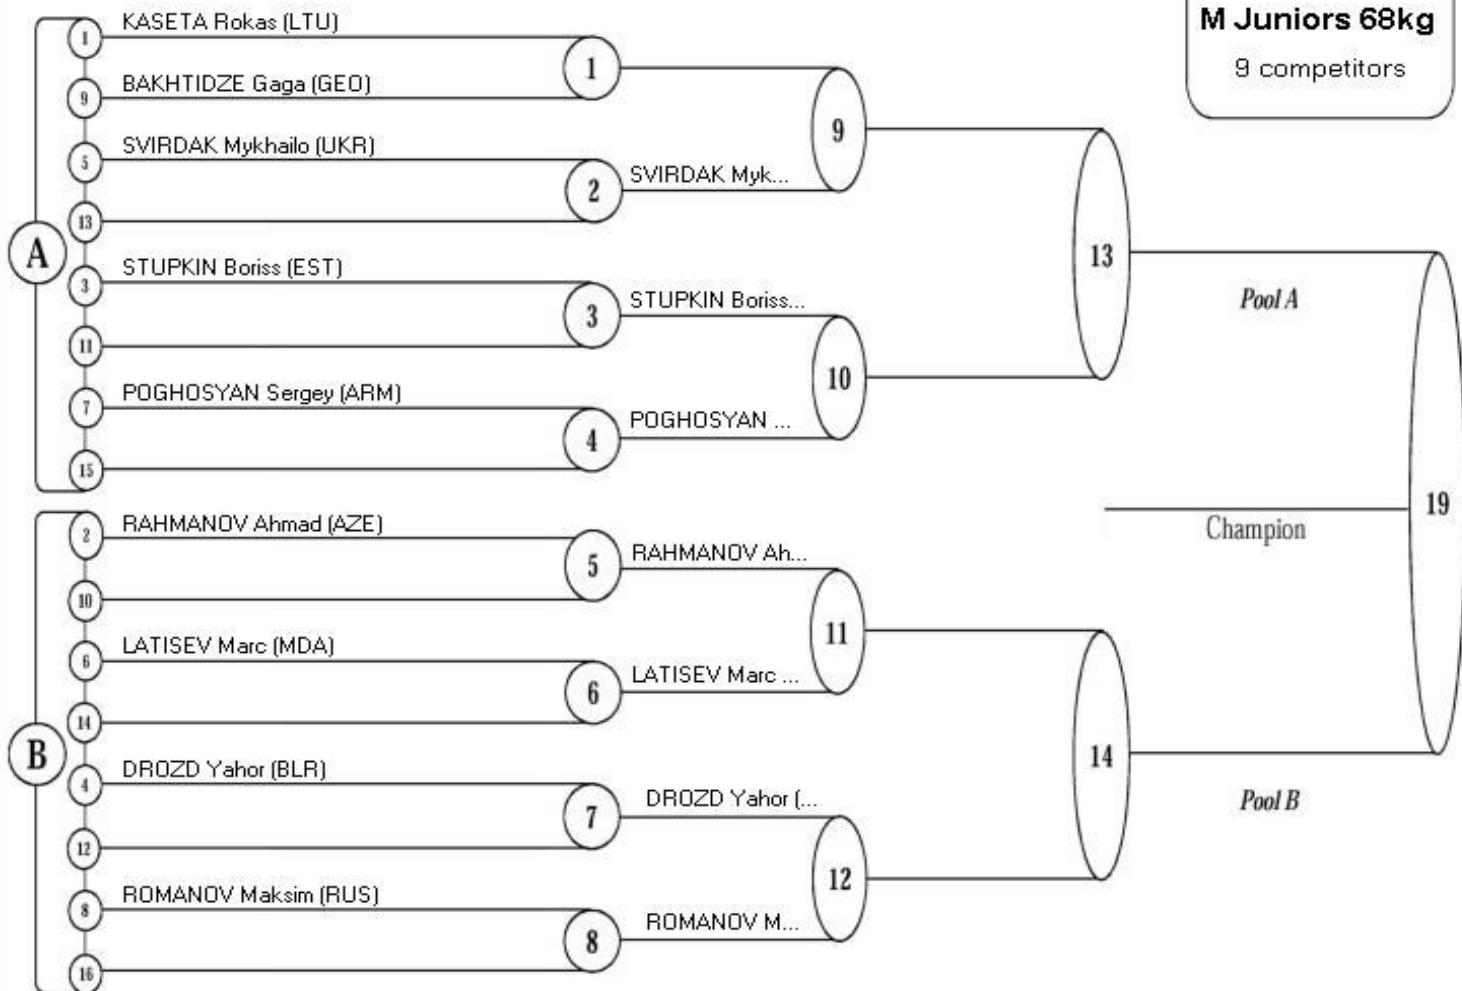 M Juniors 68kg
9 competitors
A
1 KASETA Rokas (LTU)
9 BAKHTIDZE Gaga (GEO)
1
5 SVIRDAK Mykhailo (UKR)
13
2
SVIRDAK Myk...
9
3 STUPKIN Boriss (EST)
11
3
STUPKIN Boriss...
7 POGHOSYAN Sergey (ARM)
15
4
POGHOSYAN ...
10
13
Pool A
B
2 RAHMANOV Ahmad (AZE)
10
5
RAHMANOV Ah...
6 LATISEV Marc (MDA)
14
6
LATISEV Marc ...
11
4 DROZD Yahor (BLR)
12
7
DROZD Yahor (...
8 ROMANOV Maksim (RUS)
16
8
ROMANOV M...
12
14
Pool B
19
Champion